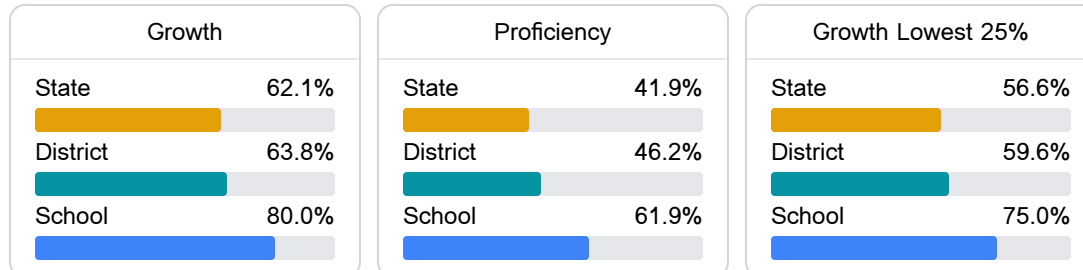 Growth
State 62.1%
District 63.8%
School 80.0%
Proficiency
State 41.9%
District 46.2%
School 61.9%
Growth Lowest 25%
State 56.6%
District 59.6%
School 75.0%